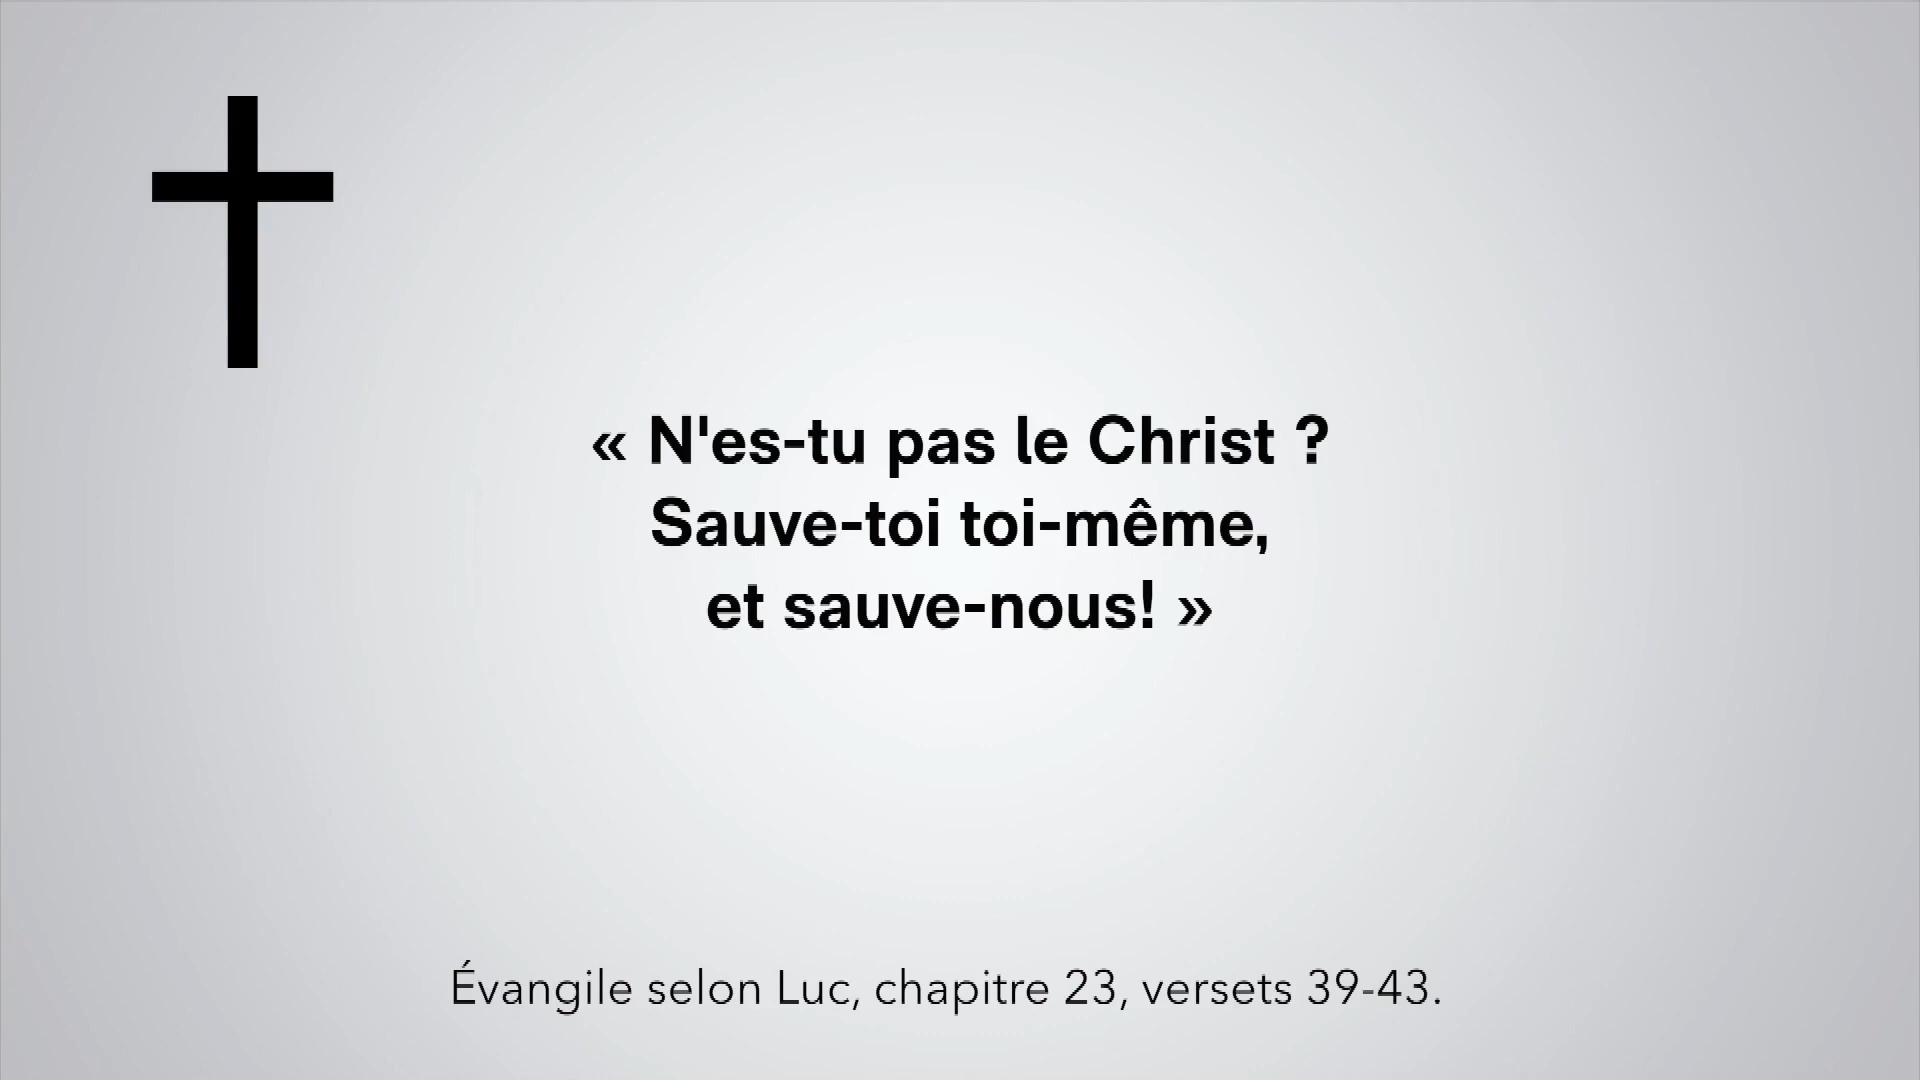 « N'es-tu pas le Christ ?
Sauve-toi toi-même,
et sauve-nous! »
Évangile selon Luc, chapitre 23, versets 39-43.